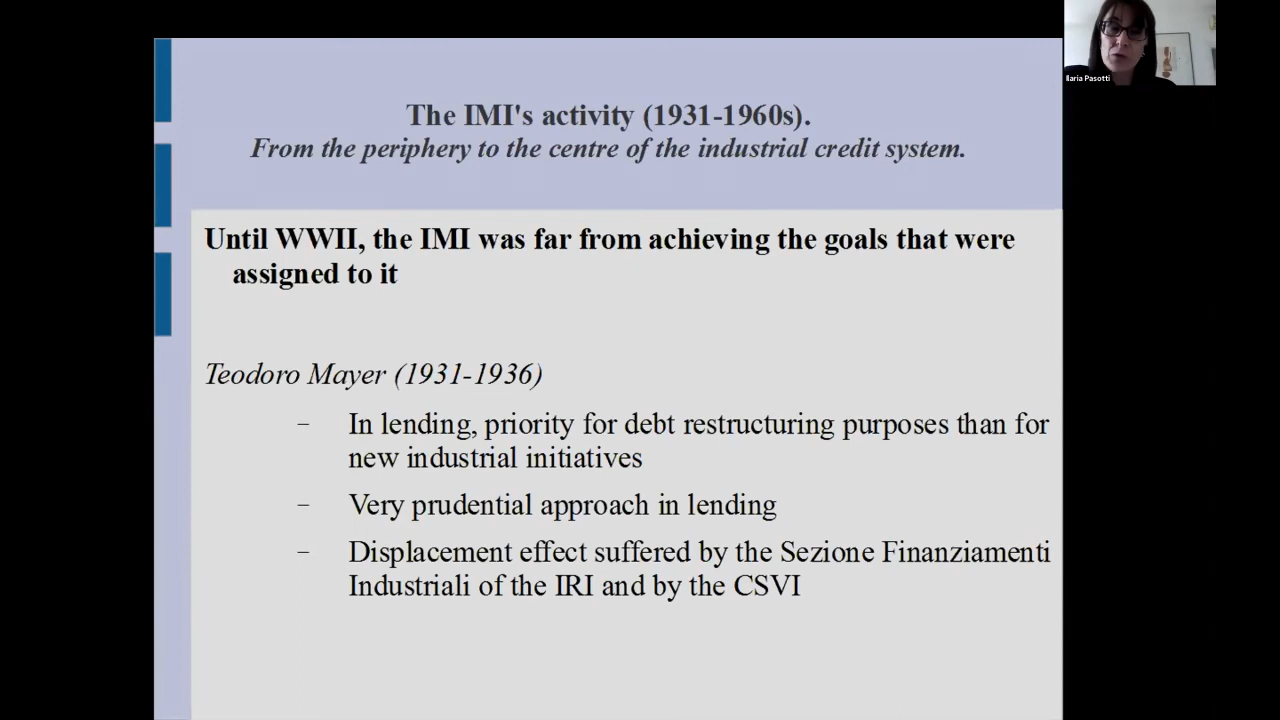 Ilaria Pasotti
The IMI's activity (1931-1960s).
From the periphery to the centre of the industrial credit system.
Until WWII, the IMI was far from achieving the goals that were
assigned to it
Teodoro Mayer (1931-1936)
– In lending, priority for debt restructuring purposes than for
new industrial initiatives
– Very prudential approach in lending
– Displacement effect suffered by the Sezione Finanziamenti
Industriali of the IRI and by the CSVI